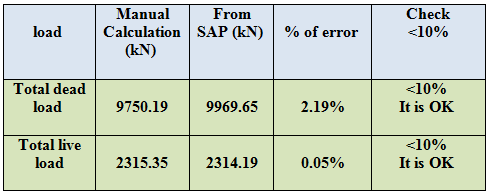 load
Manual
Calculation
(kN)
From
SAP (kN)
% of error
Check
<10%
Total dead
load
9750.19
9969.65
2.19%
<10%
It is OK
Total live
load
2315.35
2314.19
0.05%
<10%
It is OK